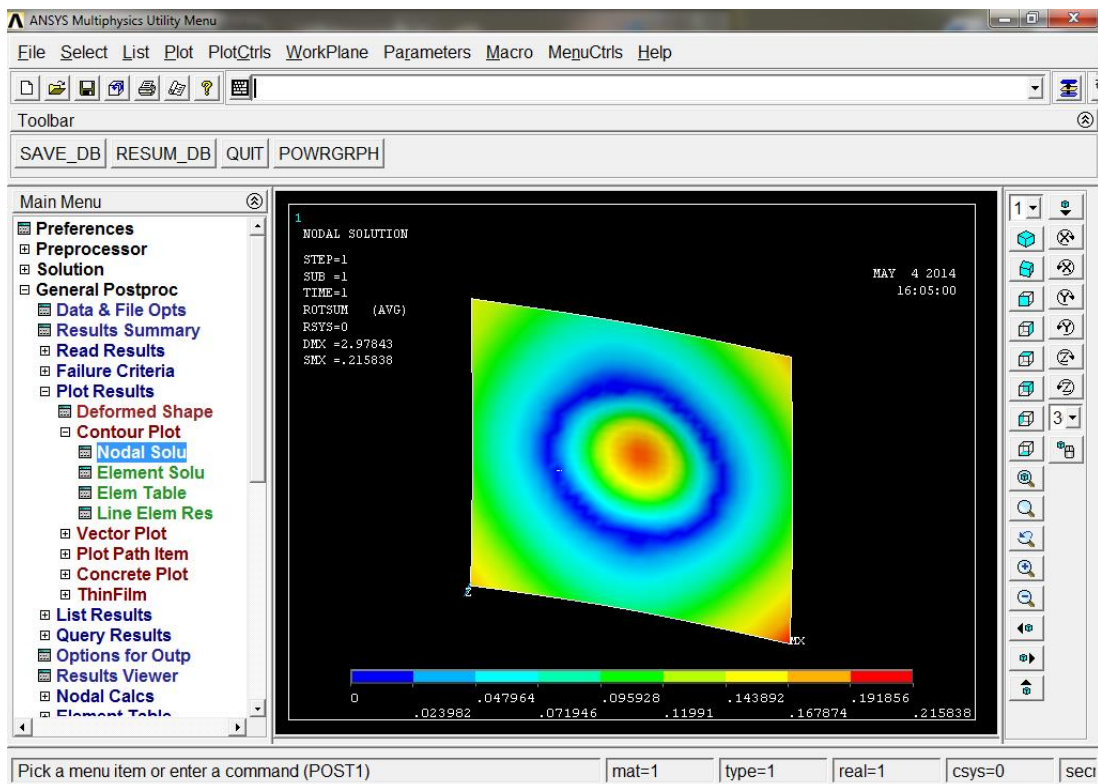 ANSYS Multiphysics Utility Menu
File Select List Plot PlotCtrls WorkPlane Parameters Macro MenuCtrls Help
Toolbar
SAVE_DB RESUM_DB QUIT POWRGRPH
Main Menu
Preferences
Preprocessor
Solution
General Postproc
Data & File Opts
Results Summary
Read Results
Failure Criteria
Plot Results
Deformed Shape
Contour Plot
Nodal Solu
Element Solu
Elem Table
Line Elem Res
Vector Plot
Plot Path Item
Concrete Plot
ThinFilm
List Results
Query Results
Options for Outp
Results Viewer
Nodal Calcs
Element Table
1
NODAL SOLUTION
STEP=1
SUB =1
TIME=1
ROTSUM (AVG)
RSYS=0
DMX =2.97843
SMX =.215838
MAY 4 2014
16:05:00
Z
MX
0 .047964 .095928 .143892 .191856
.023982 .071946 .11991 .167874 .215838
1
3
Pick a menu item or enter a command (POST1) mat=1 type=1 real=1 csys=0